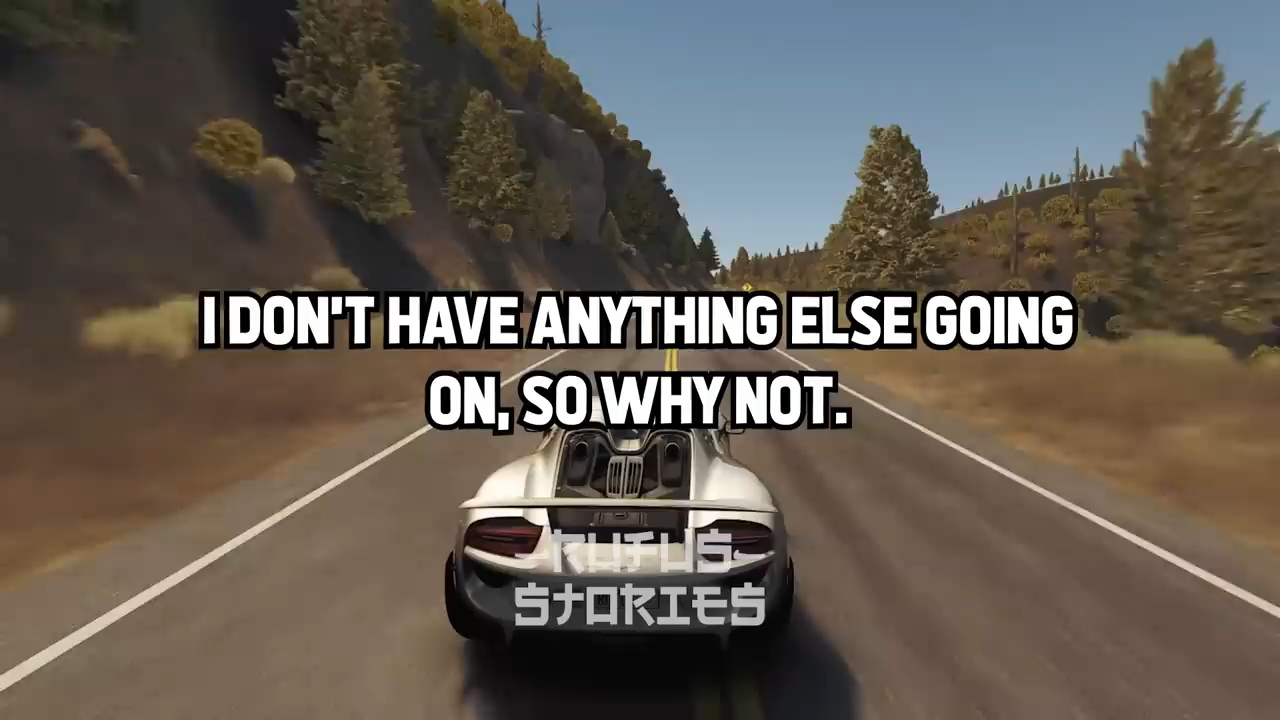 I DON'T HAVE ANYTHING ELSE GOING
ON, SO WHY NOT.
RUFUS
STORIES